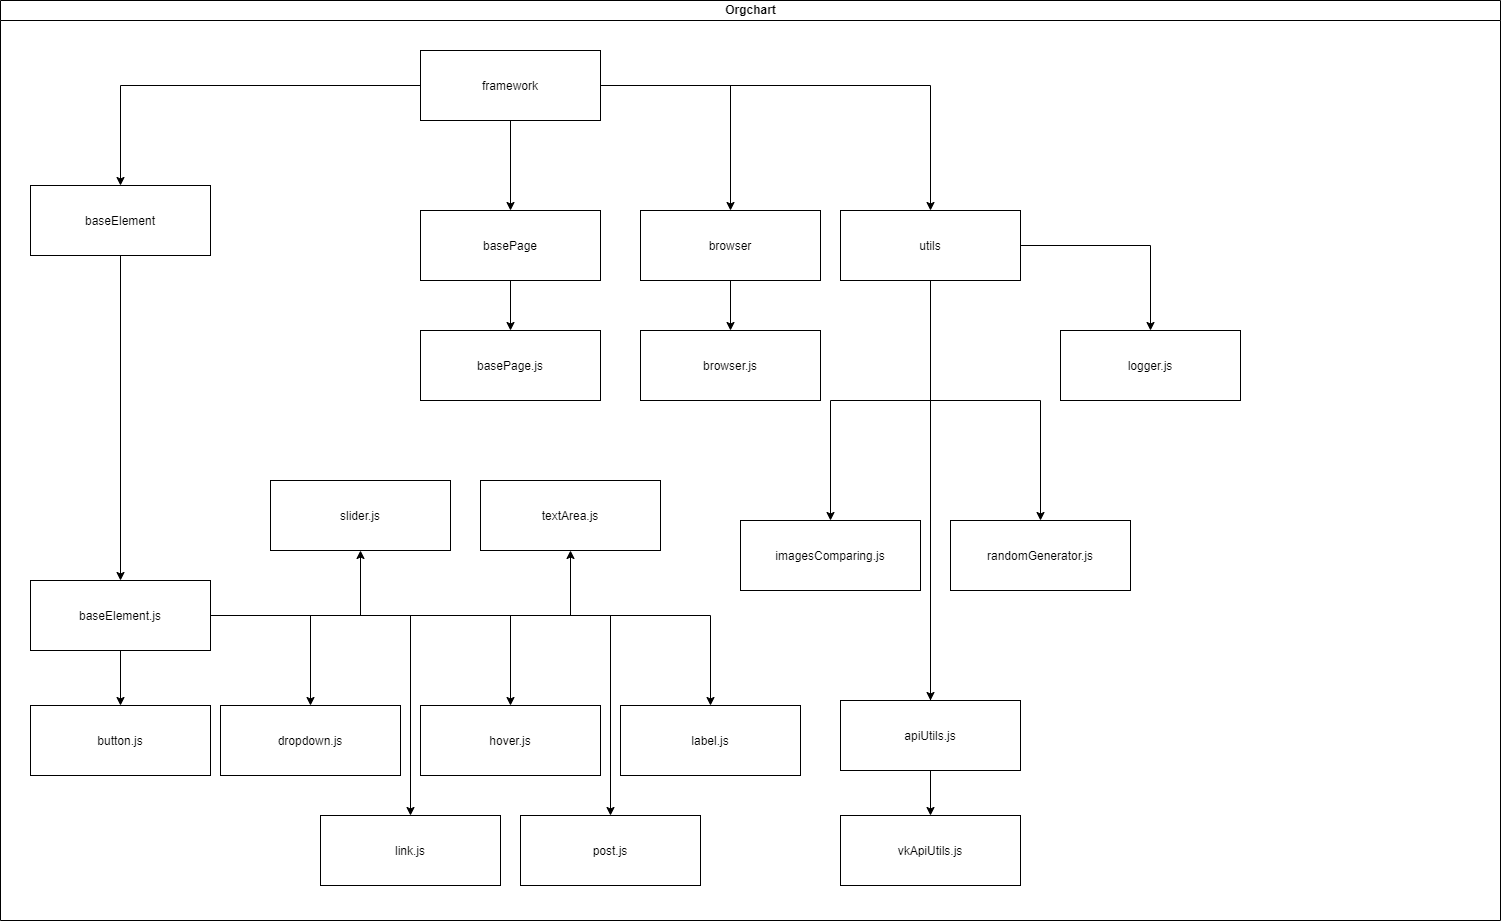 Orgchart
framework
baseElement
basePage
browser
utils
basePage.js
browser.js
logger.js
slider.js
textArea.js
imagesComparing.js
randomGenerator.js
baseElement.js
button.js
dropdown.js
hover.js
label.js
apiUtils.js
link.js
post.js
vkApiUtils.js